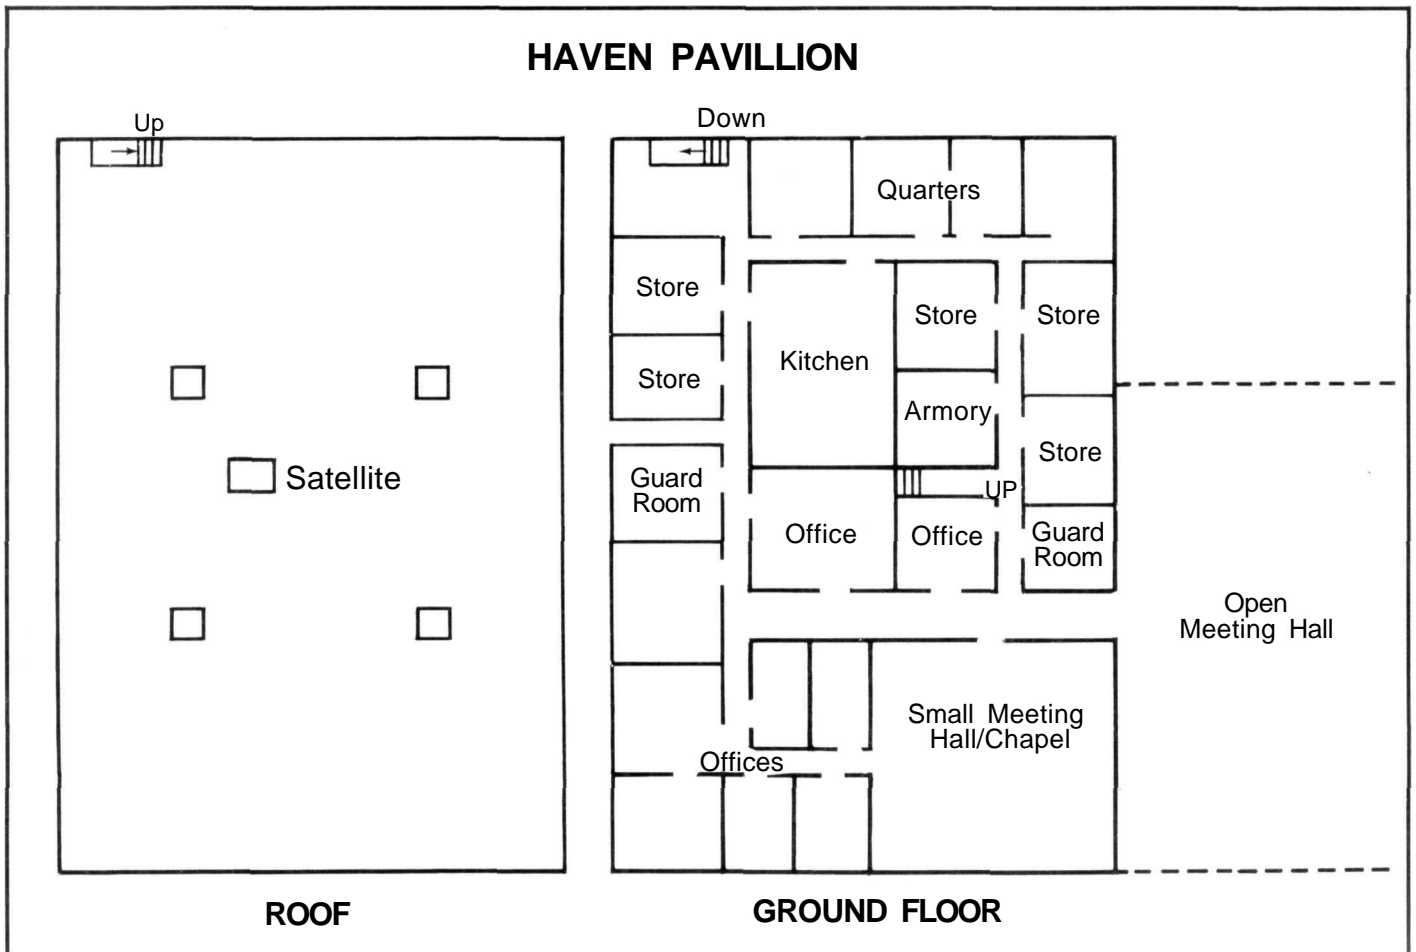 HAVEN PAVILLION
Up
Satellite
ROOF
Down
Quarters
Store
Store
Store
Kitchen
Store
Armory
Store
Guard
Room
UP
Office
Office
Guard
Room
Open
Meeting Hall
Small Meeting
Hall/Chapel
Offices
GROUND FLOOR